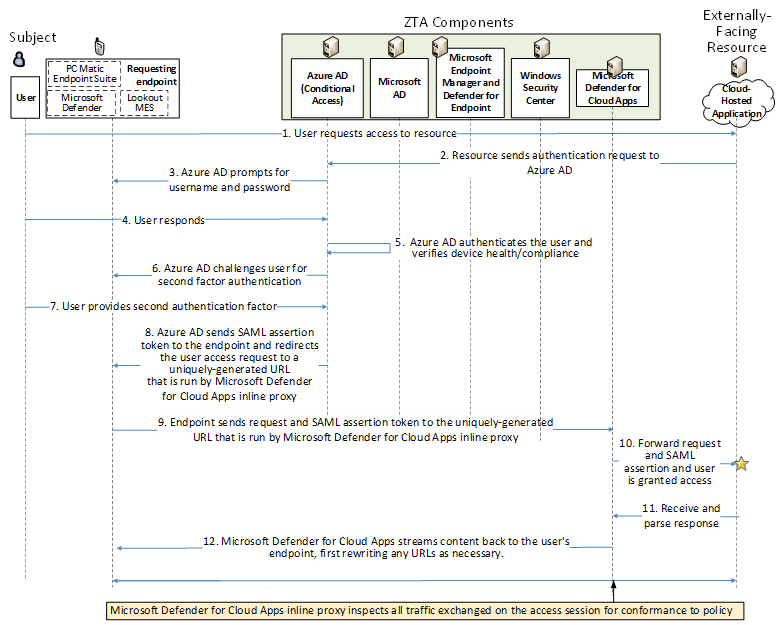 ZTA Components
Externally-
Facing
Resource
Subject
User
PC Matic
Endpoint Suite
Requesting
endpoint
Microsoft
Defender
Lookout
MES
Azure AD
(Conditional
Access)
Microsoft
AD
Microsoft
Endpoint
Manager and
Defender for
Endpoint
Windows
Security
Center
Microsoft
Defender for
Cloud Apps
Cloud-
Hosted
Application
1. User requests access to resource
2. Resource sends authentication request to
Azure AD
3. Azure AD prompts for
username and password
4. User responds
5. Azure AD authenticates the user and
verifies device health/compliance
6. Azure AD challenges user for
second factor authentication
7. User provides second authentication factor
8. Azure AD sends SAML assertion
token to the endpoint and redirects
the user access request to a
uniquely-generated URL
that is run by Microsoft Defender
for Cloud Apps inline proxy
9. Endpoint sends request and SAML assertion token to the uniquely-generated
URL that is run by Microsoft Defender for Cloud Apps inline proxy
10. Forward request
and SAML
assertion and user
is granted access
11. Receive and
parse response
12. Microsoft Defender for Cloud Apps streams content back to the user's
endpoint, first rewriting any URLs as necessary.
Microsoft Defender for Cloud Apps inline proxy inspects all traffic exchanged on the access session for conformance to policy